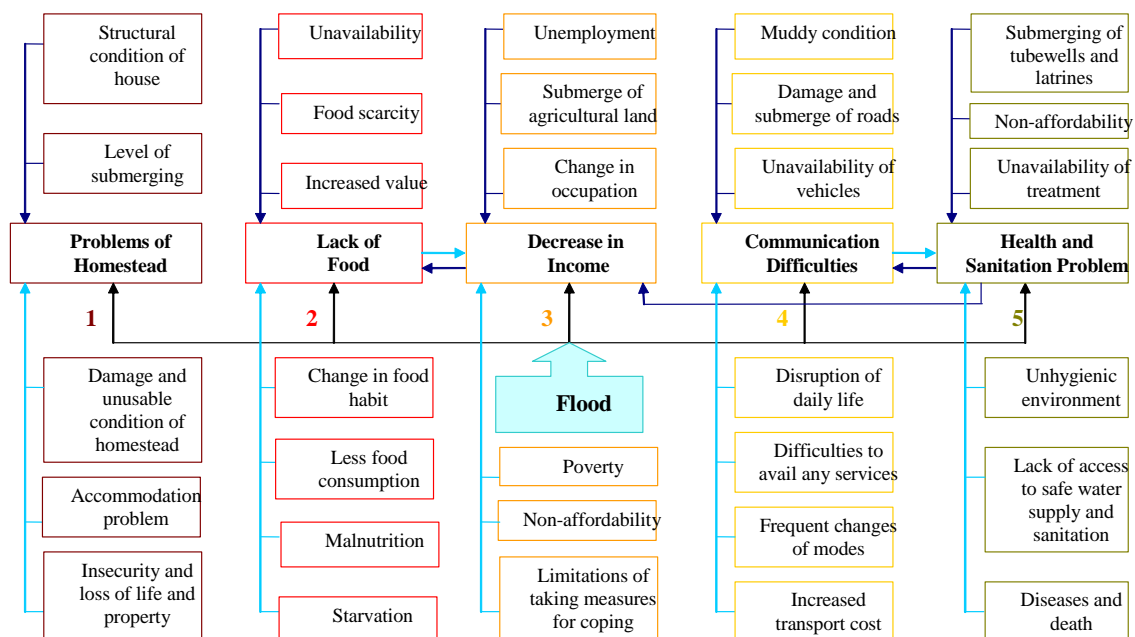 Structural
condition of
house
Level of
submerging
Problems of
Homestead
1
Damage and
unusable
condition of
homestead
Accommodation
problem
Insecurity and
loss of life and
property
Unavailability
Food scarcity
Increased value
Lack of
Food
2
Change in food
habit
Less food
consumption
Malnutrition
Starvation
Unemployment
Submerge of
agricultural land
Change in
occupation
Decrease in
Income
3
Flood
Poverty
Non-affordability
Limitations of
taking measures
for coping
Muddy condition
Damage and
submerge of roads
Unavailability of
vehicles
Communication
Difficulties
4
Disruption of
daily life
Difficulties to
avail any services
Frequent changes
of modes
Increased
transport cost
Submerging of
tubewells and
latrines
Non-affordability
Unavailability of
treatment
Health and
Sanitation Problem
5
Unhygienic
environment
Lack of access
to safe water
supply and
sanitation
Diseases and
death